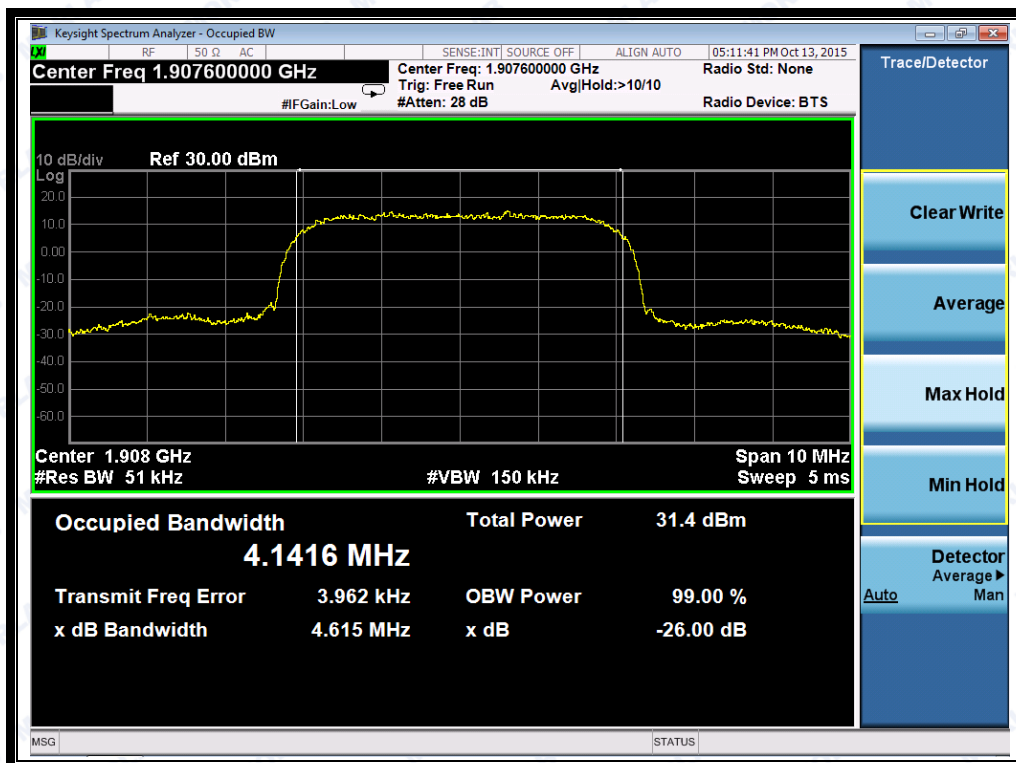 Keysight Spectrum Analyzer - Occupied BW
LXI RF 50 Ω AC SENSE:INT SOURCE OFF ALIGN AUTO 05:11:41 PM Oct 13, 2015
Center Freq 1.907600000 GHz
Center Freq: 1.907600000 GHz
Radio Std: None
Trig: Free Run Avg|Hold:>10/10
#IFGain:Low
#Atten: 28 dB
Radio Device: BTS
Trace/Detector
10 dB/div Ref 30.00 dBm
Log
20.0
10.0
0.00
-10.0
-20.0
-30.0
-40.0
-50.0
-60.0
Center 1.908 GHz Span 10 MHz
#Res BW 51 kHz #VBW 150 kHz Sweep 5 ms
Occupied Bandwidth Total Power 31.4 dBm
4.1416 MHz
Transmit Freq Error 3.962 kHz OBW Power 99.00 %
x dB Bandwidth 4.615 MHz x dB -26.00 dB
Clear Write
Average
Max Hold
Min Hold
Detector
Average
Auto Man
MSG STATUS